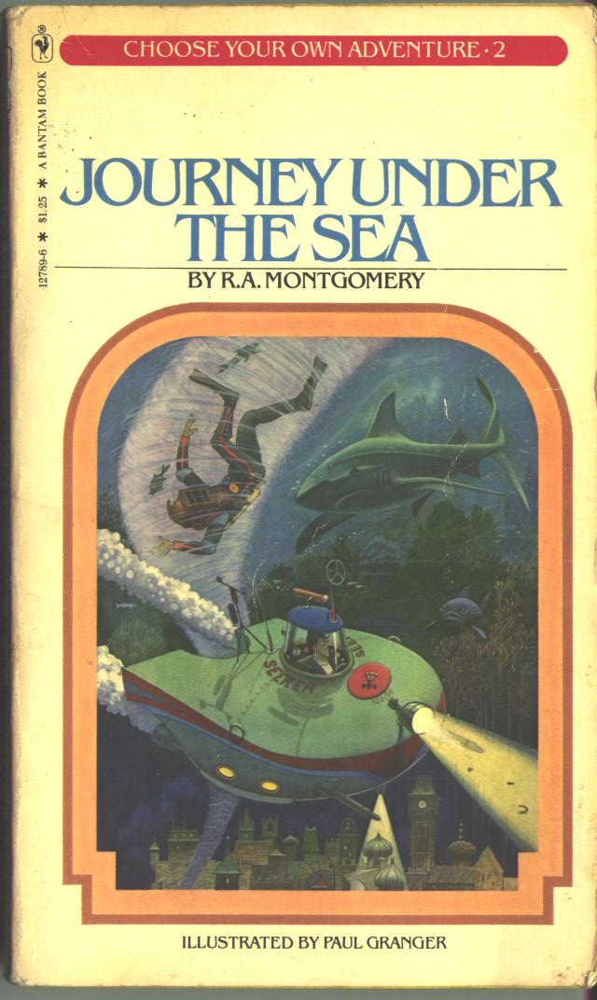 CHOOSE YOUR OWN ADVENTURE • 2
12789-6 * $1.25 * A BANTAM BOOK
JOURNEY UNDER
THE SEA
BY R.A. MONTGOMERY
SEEKER
ILLUSTRATED BY PAUL GRANGER